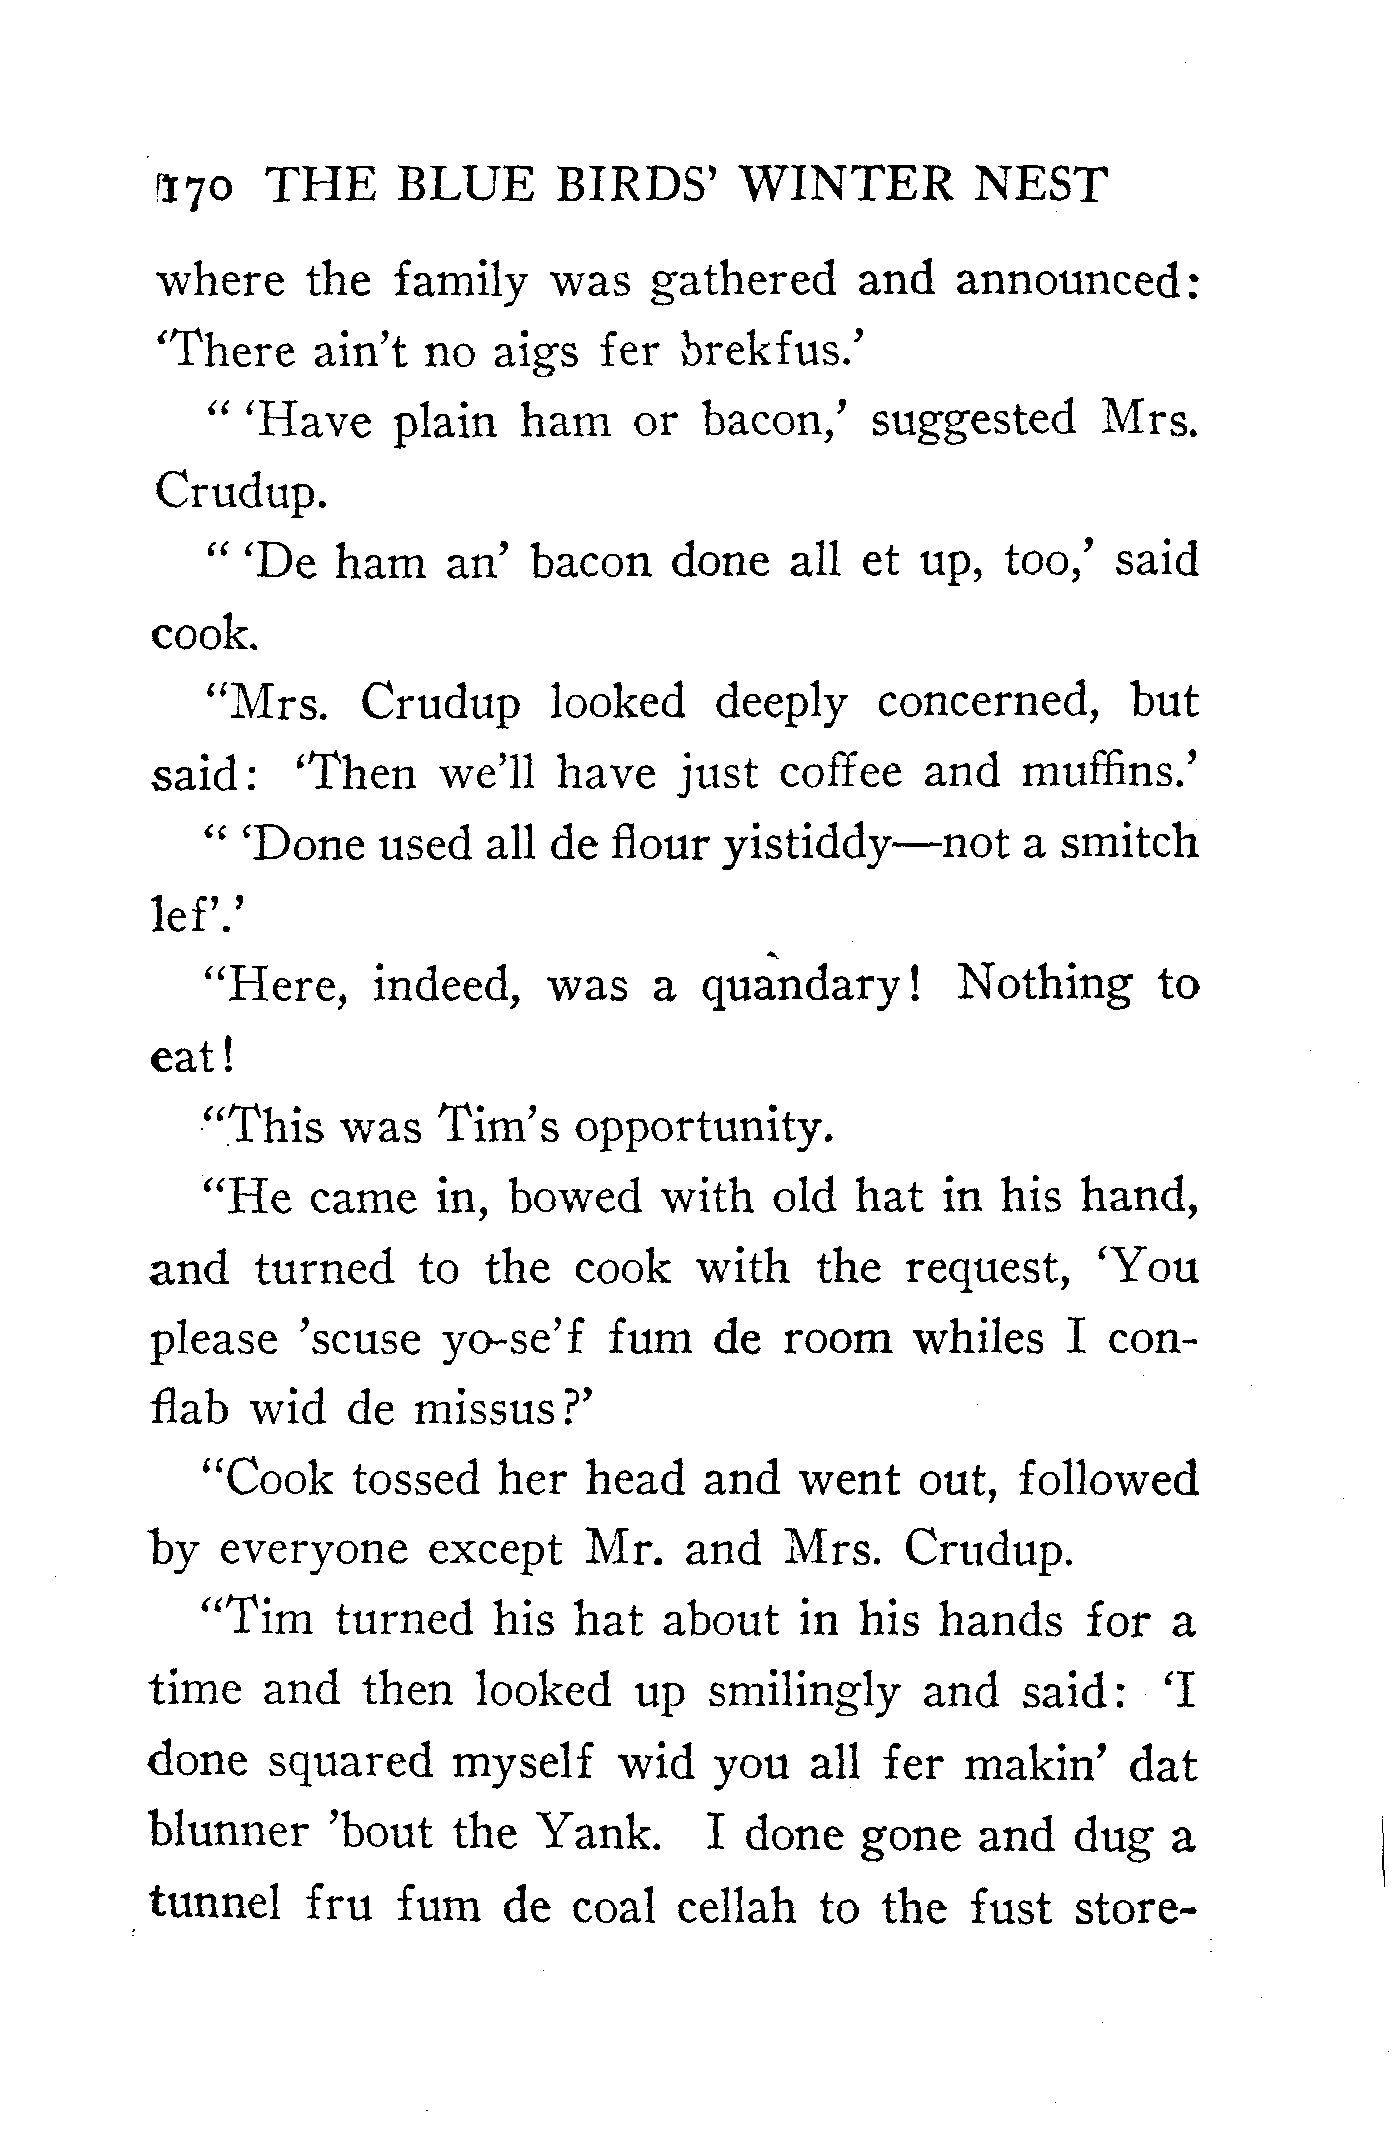 170 THE BLUE BIRDS' WINTER NEST
where the family was gathered and announced:
‘There ain't no aigs fer brekfus.’
“ ‘Have plain ham or bacon,’ suggested Mrs.
Crudup.
“ ‘De ham an’ bacon done all et up, too,’ said
cook.
“Mrs. Crudup looked deeply concerned, but
said: ‘Then we'll have just coffee and muffins.’
“ ‘Done used all de flour yistiddy—not a smitch
lef’.’
“Here, indeed, was a quandary! Nothing to
eat!
“This was Tim's opportunity.
“He came in, bowed with old hat in his hand,
and turned to the cook with the request, ‘You
please ’scuse yo-se’f fum de room whiles I con-
flab wid de missus?’
“Cook tossed her head and went out, followed
by everyone except Mr. and Mrs. Crudup.
“Tim turned his hat about in his hands for a
time and then looked up smilingly and said: ‘I
done squared myself wid you all fer makin’ dat
blunner ’bout the Yank. I done gone and dug a
tunnel fru fum de coal cellah to the fust store-